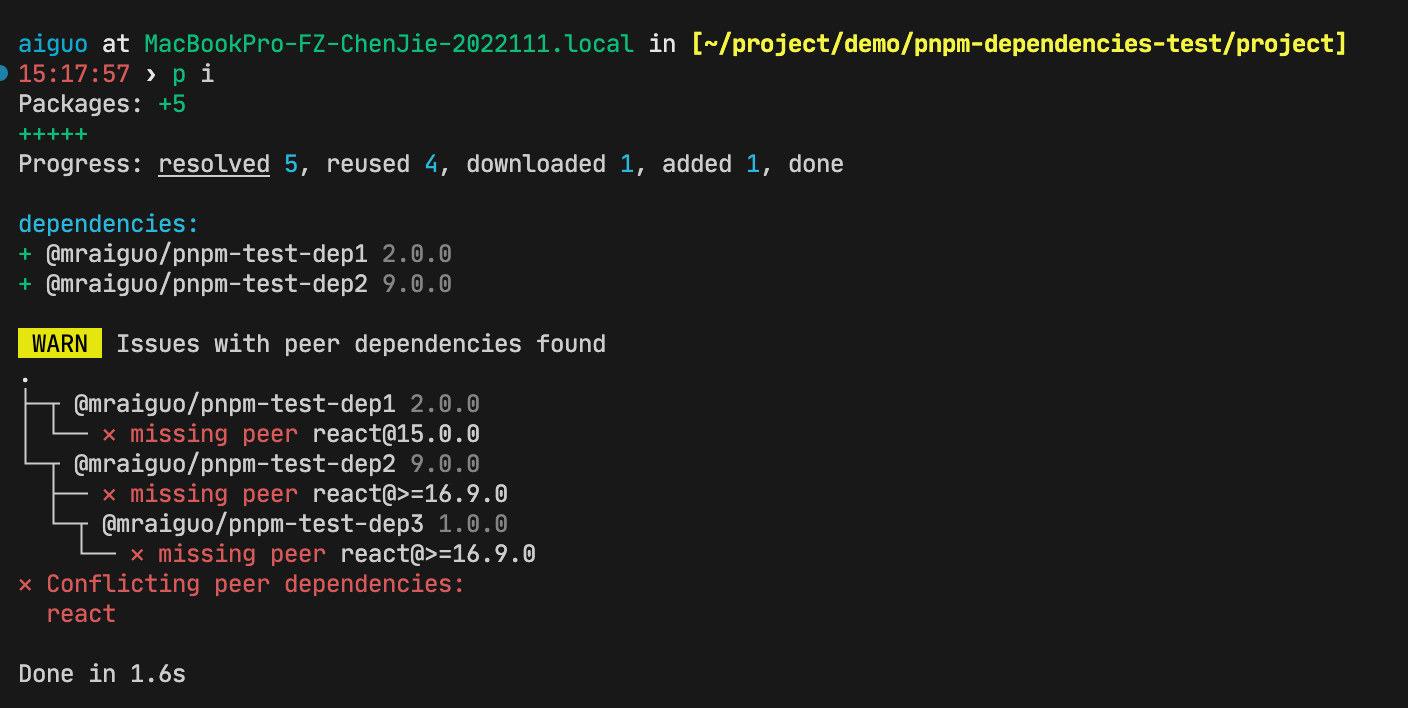 aiguo at MacBookPro-FZ-ChenJie-2022111.local in [~/project/demo/pnpm-dependencies-test/project]
15:17:57 › p i
Packages: +5
+++++
Progress: resolved 5, reused 4, downloaded 1, added 1, done
dependencies:
+ @mraiguo/pnpm-test-dep1 2.0.0
+ @mraiguo/pnpm-test-dep2 9.0.0
WARN Issues with peer dependencies found
.
├─┬ @mraiguo/pnpm-test-dep1 2.0.0
│ └── ✕ missing peer react@15.0.0
└─┬ @mraiguo/pnpm-test-dep2 9.0.0
  ├── ✕ missing peer react@>=16.9.0
  └─┬ @mraiguo/pnpm-test-dep3 1.0.0
    └── ✕ missing peer react@>=16.9.0
✕ Conflicting peer dependencies:
  react
Done in 1.6s